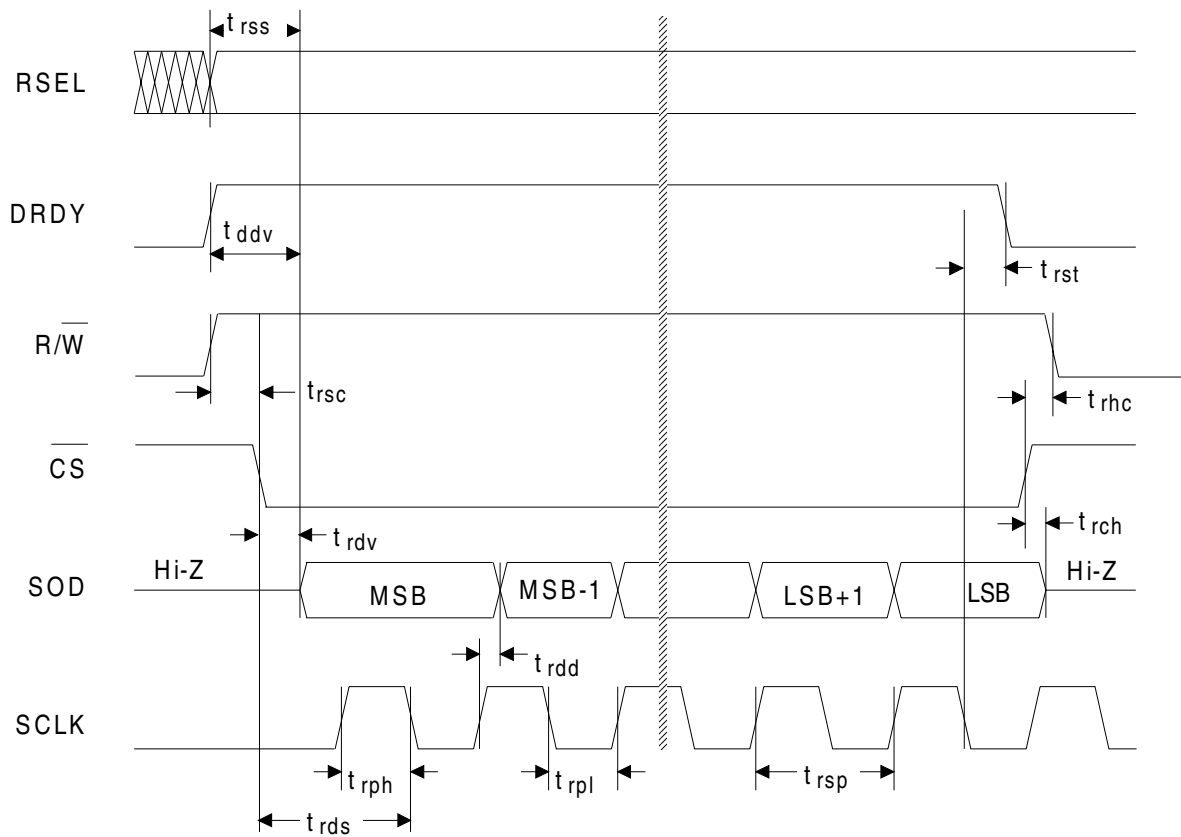 t rss
RSEL
DRDY
t ddv
t rst
R/W̅
t rsc
t rhc
C̅S̅
t rdv
t rch
SOD
Hi-Z
MSB
MSB-1
LSB+1
LSB
Hi-Z
t rdd
SCLK
t rph
t rpl
t rsp
t rds